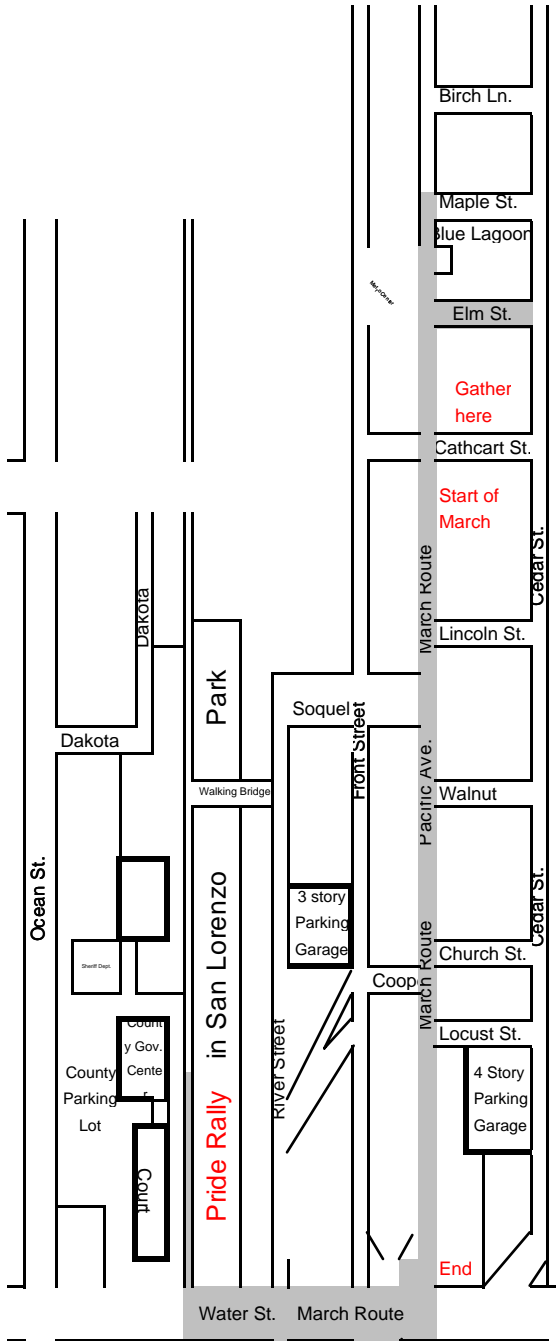 Birch Ln.
Maple St.
Blue Lagoon
Elm St.
Gather
here
Cathcart St.
Start of
March
Cedar St.
March Route
Lincoln St.
Dakota
Park
Soquel
Dakota
Front Street
Walking Bridge
Pacific Ave.
Walnut
Ocean St.
3 story
Parking
Garage
Cedar St.
Church St.
Sheriff Dept.
in San Lorenzo
Coop
March Route
Locust St.
Count
y Gov.
Cente
r
County
Parking
Lot
River Street
4 Story
Parking
Garage
Pride Rally
Court
End
Water St. March Route